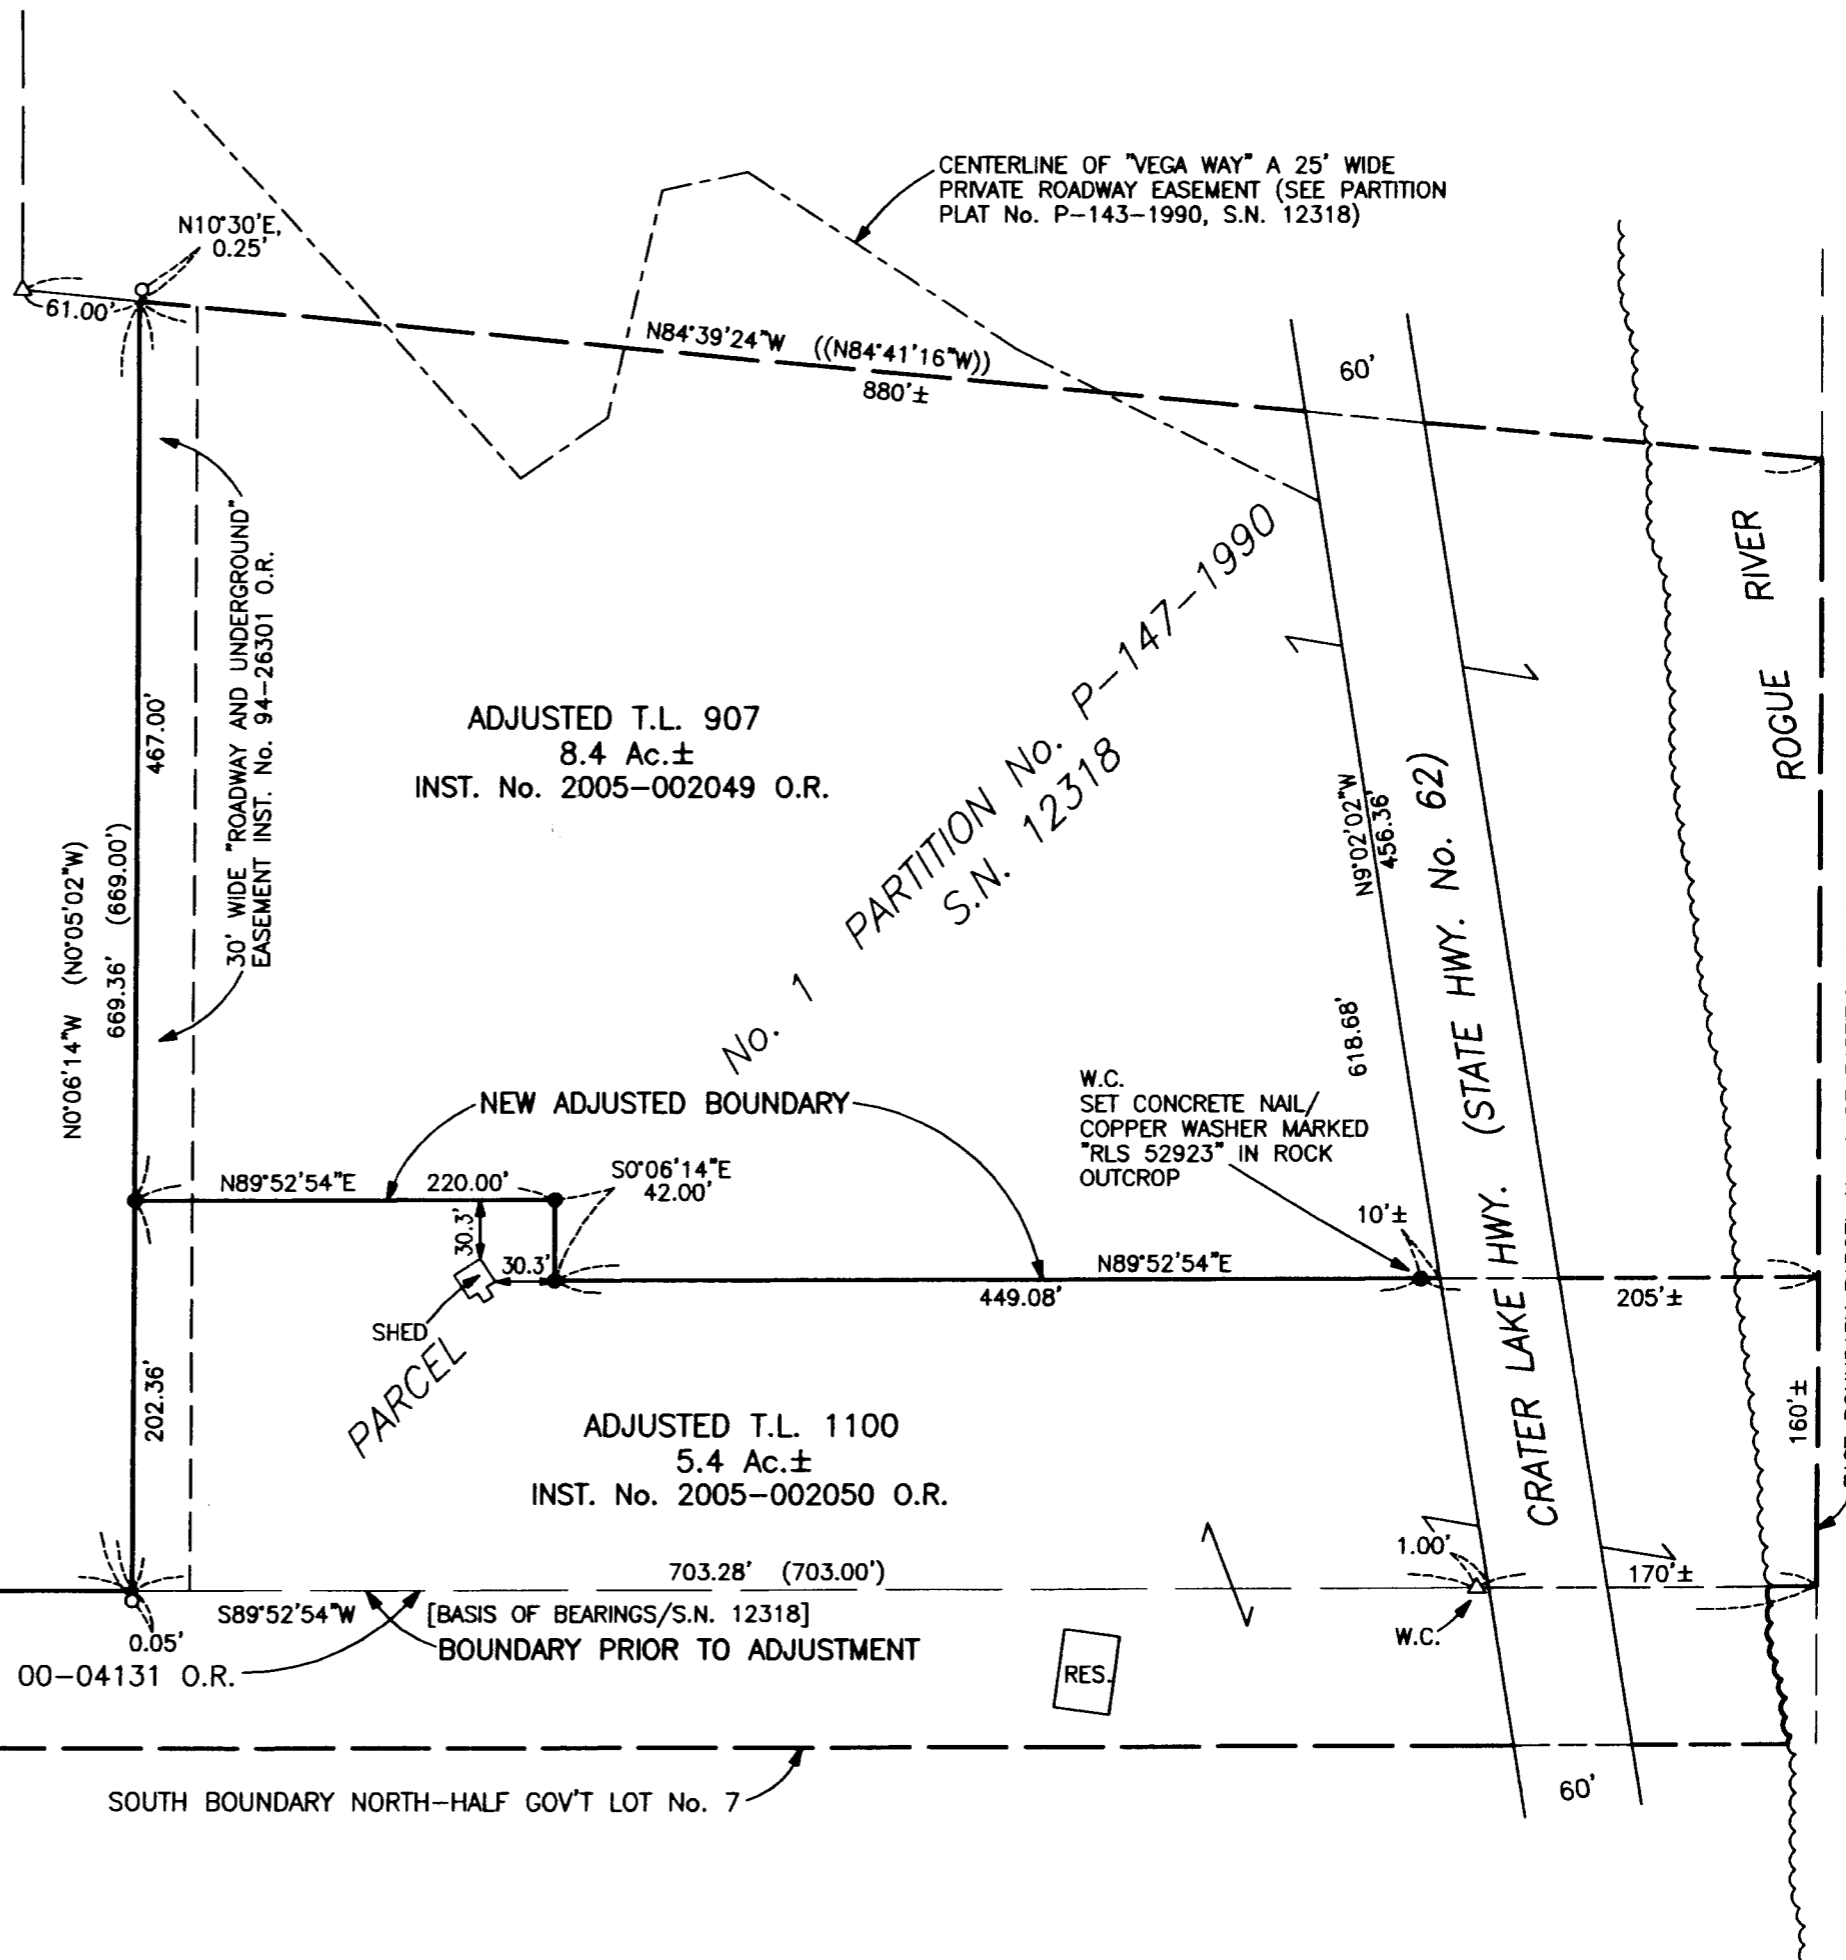 CENTERLINE OF "VEGA WAY" A 25' WIDE
PRIVATE ROADWAY EASEMENT (SEE PARTITION
PLAT No. P-143-1990, S.N. 12318)
N10°30'E,
0.25'
61.00'
N84°39'24"W ((N84°41'16"W))
880'±
60'
ROGUE RIVER
30' WIDE "ROADWAY AND UNDERGROUND"
EASEMENT INST. No. 94-26301 O.R.
467.00'
ADJUSTED T.L. 907
8.4 Ac.±
INST. No. 2005-002049 O.R.
PARCEL No. 1 PARTITION No. P-147-1990
S.N. 12318
N9°02'02"W
456.36'
618.68'
CRATER LAKE HWY. (STATE HWY. No. 62)
N0°06'14"W (N0°05'02"W)
669.36' (669.00')
NEW ADJUSTED BOUNDARY
W.C.
SET CONCRETE NAIL/
COPPER WASHER MARKED
"RLS 52923" IN ROCK
OUTCROP
N89°52'54"E
220.00'
S0°06'14"E
42.00'
30.3'
30.3'
SHED
10'±
N89°52'54"E
449.08'
205'±
202.36'
160'±
ADJUSTED T.L. 1100
5.4 Ac.±
INST. No. 2005-002050 O.R.
1.00'
170'±
703.28' (703.00')
S89°52'54"W
[BASIS OF BEARINGS/S.N. 12318]
0.05'
BOUNDARY PRIOR TO ADJUSTMENT
W.C.
00-04131 O.R.
RES.
SOUTH BOUNDARY NORTH-HALF GOV'T LOT No. 7
60'